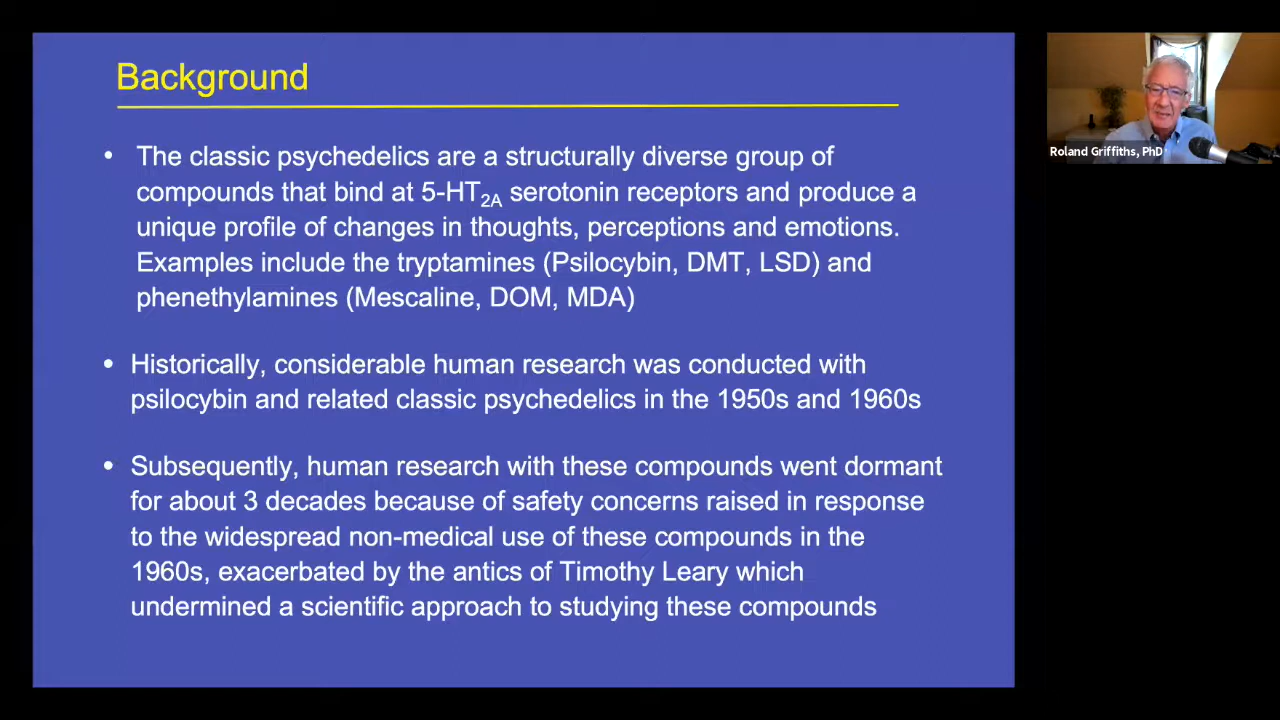 Background
• The classic psychedelics are a structurally diverse group of
compounds that bind at 5-HT2A serotonin receptors and produce a
unique profile of changes in thoughts, perceptions and emotions.
Examples include the tryptamines (Psilocybin, DMT, LSD) and
phenethylamines (Mescaline, DOM, MDA)
• Historically, considerable human research was conducted with
psilocybin and related classic psychedelics in the 1950s and 1960s
• Subsequently, human research with these compounds went dormant
for about 3 decades because of safety concerns raised in response
to the widespread non-medical use of these compounds in the
1960s, exacerbated by the antics of Timothy Leary which
undermined a scientific approach to studying these compounds
Roland Griffiths, PhD